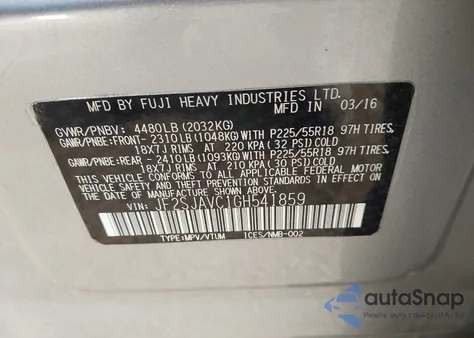 MFD BY FUJI HEAVY INDUSTRIES LTD. IN 03/16
GVWR/PNBV: 4480LB (2032KG)
GAWR/PNBE: FRONT- 2310LB (1048KG) WITH P225/55R18 97H TIRES,
18X7J RIMS AT 220 KPA ( 32 PSI) COLD
GAWR/PNBE: REAR -2410LB (1093KG) WITH P225/55R18 97H TIRES,
18X7J RIMS AT 210 KPA ( 30 PSI) COLD
THIS VEHICLE CONFORMS TO ALL APPLICABLE FEDERAL MOTOR
VEHICLE SAFETY STANDARDS IN EFFECT ON THE DATE OF
MANUFACTURE SHOWN ABOVE.
VIN: JF2SJAVC1GH541859
TYPE:MPV/VTUM ICES/NMB-002
autoSnap